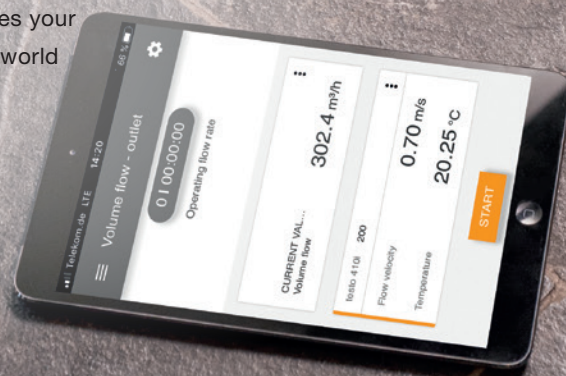 es your
world
Telekom.de LTE 14:20 66 %
Volume flow - outlet
0 | 00:00:00
Operating flow rate
CURRENT VAL...
Volume flow
302.4 m³/h
testo 410i 200
Flow velocity
0.70 m/s
Temperature
20.25 °C
START